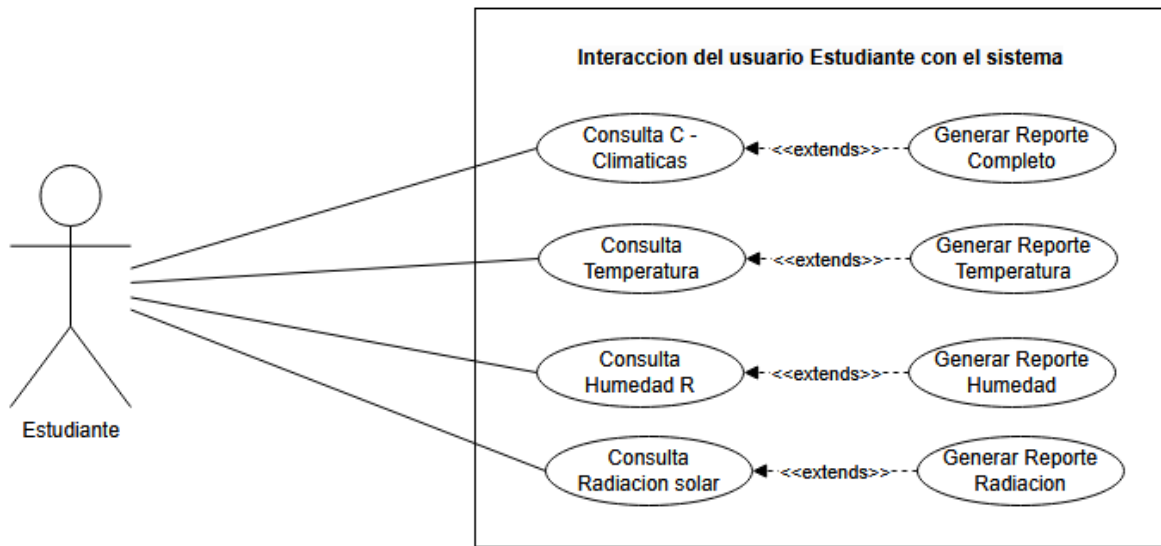 Interaccion del usuario Estudiante con el sistema
Consulta C -
Climaticas
<<extends>>
Generar Reporte
Completo
Consulta
Temperatura
<<extends>>
Generar Reporte
Temperatura
Consulta
Humedad R
<<extends>>
Generar Reporte
Humedad
Estudiante
Consulta
Radiacion solar
<<extends>>
Generar Reporte
Radiacion